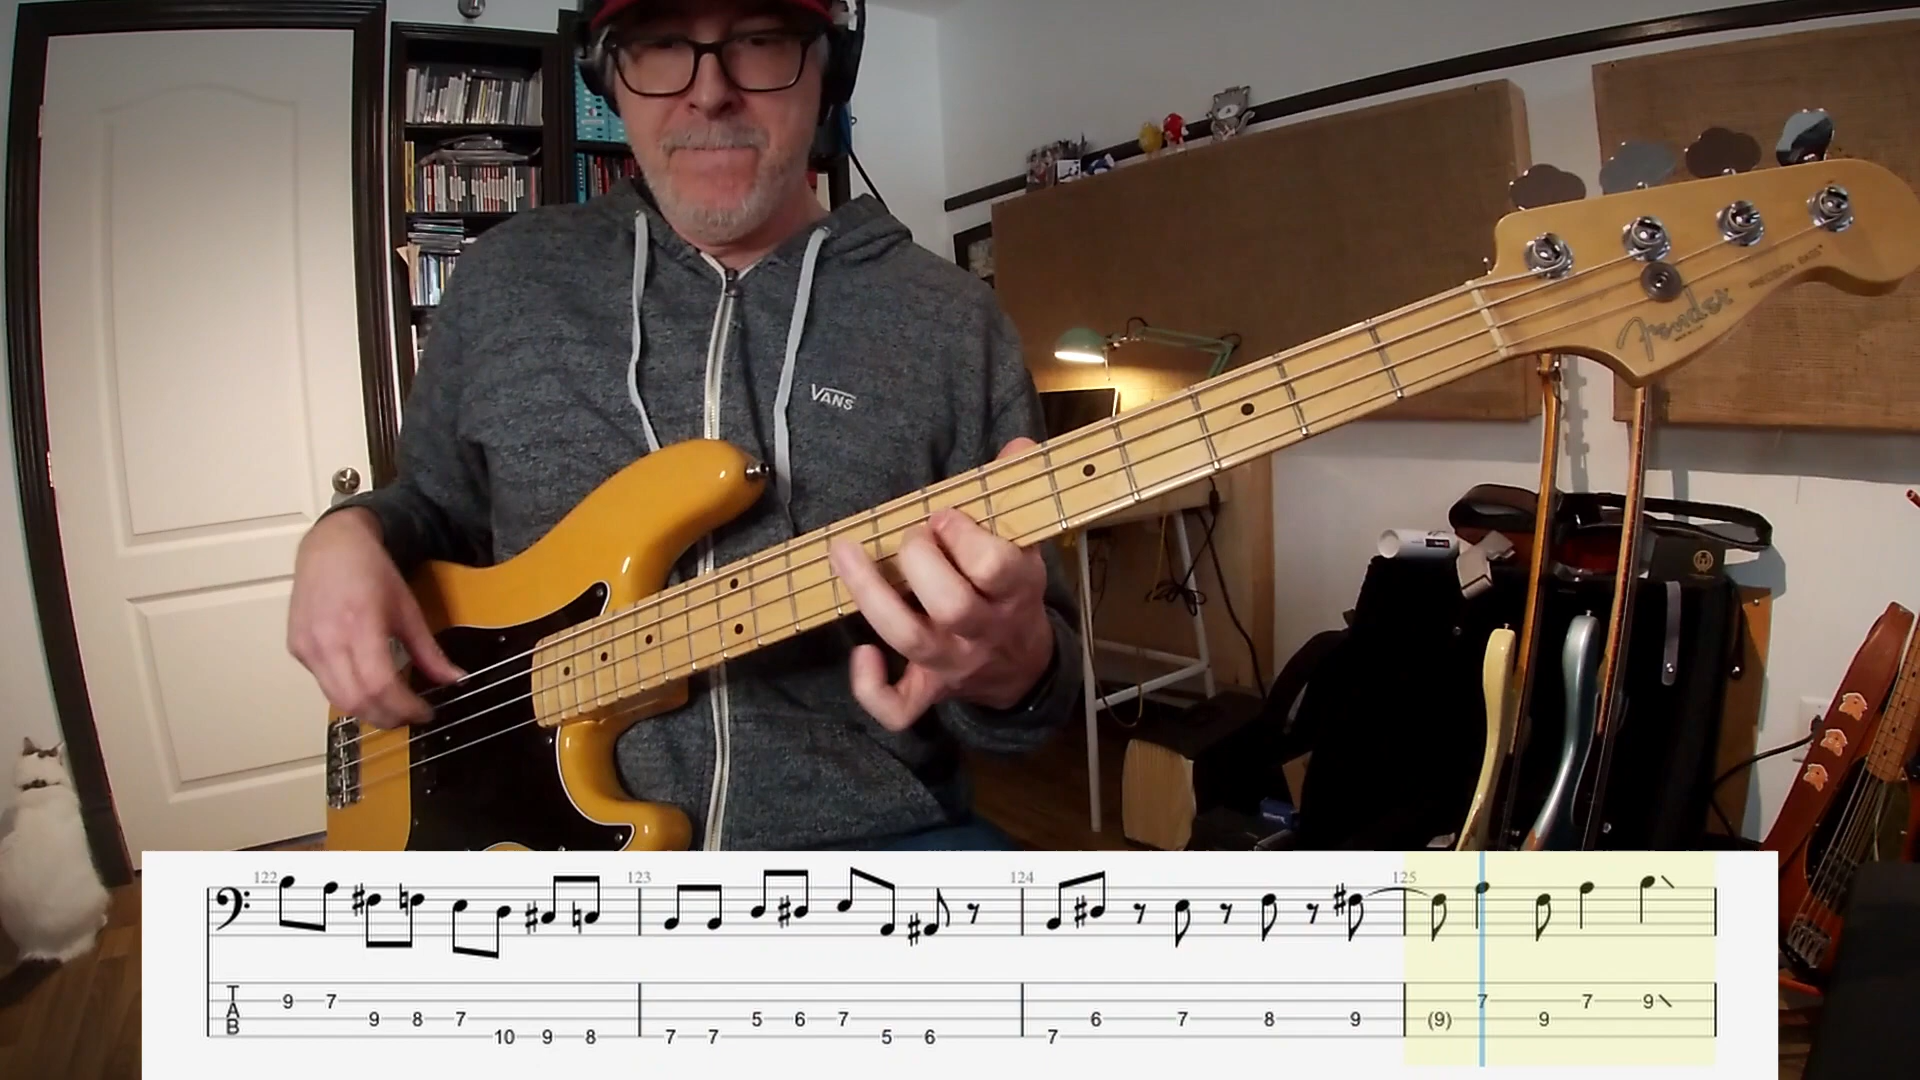 PRECISION BASS
Fender
VANS
122 123 124 125
T 9 7 7 7 9
A 9 8 7 5 6 7 6 7 8 9 (9) 9
B 10 9 8 7 7 5 6 7